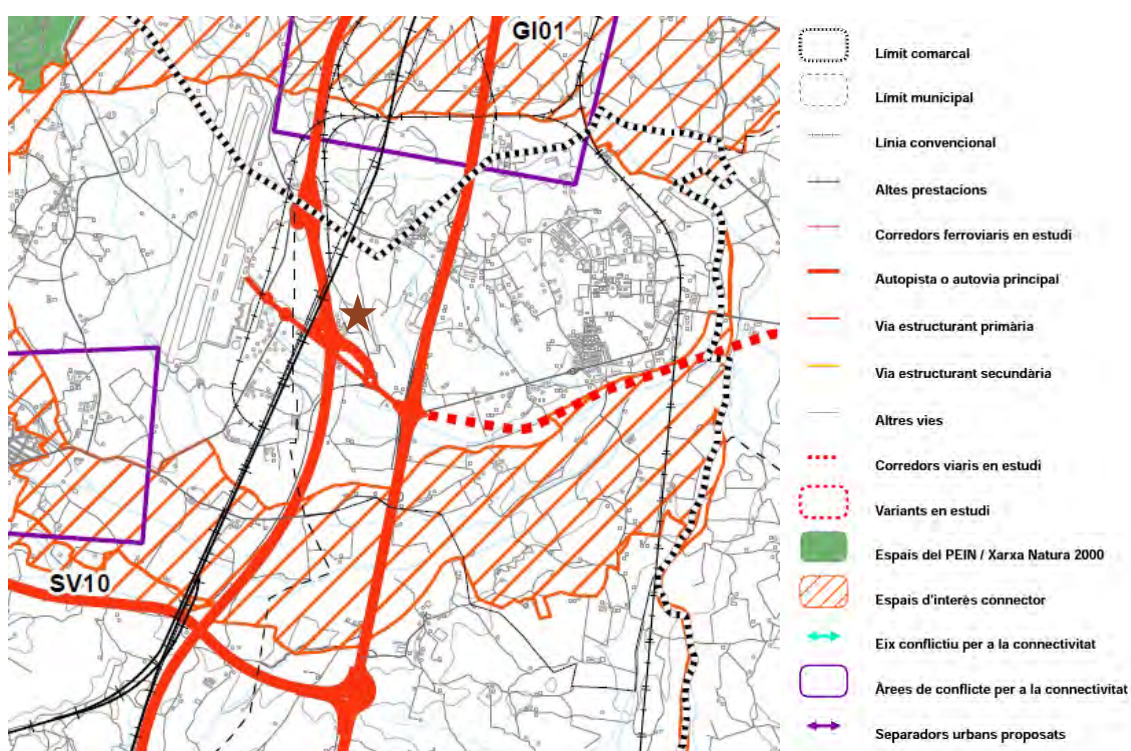 GI01
SV10
Límit comarcal
Límit municipal
Línia convencional
Altes prestacions
Corredors ferroviaris en estudi
Autopista o autovia principal
Via estructurant primària
Via estructurant secundària
Altres vies
Corredors viaris en estudi
Variants en estudi
Espais del PEIN / Xarxa Natura 2000
Espais d'interès connector
Eix conflictiu per a la connectivitat
Àrees de conflicte per a la connectivitat
Separadors urbans proposats